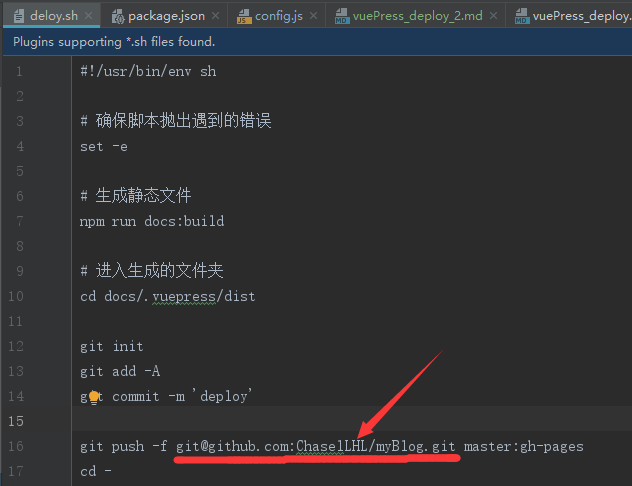 deloy.sh package.json config.js vuePress_deploy_2.md vuePress_deploy.
Plugins supporting *.sh files found.
1 #!/usr/bin/env sh
2
3 # 确保脚本抛出遇到的错误
4 set -e
5
6 # 生成静态文件
7 npm run docs:build
8
9 # 进入生成的文件夹
10 cd docs/.vuepress/dist
11
12 git init
13 git add -A
14 git commit -m 'deploy'
15
16 git push -f git@github.com:ChaselLHL/myBlog.git master:gh-pages
17 cd -